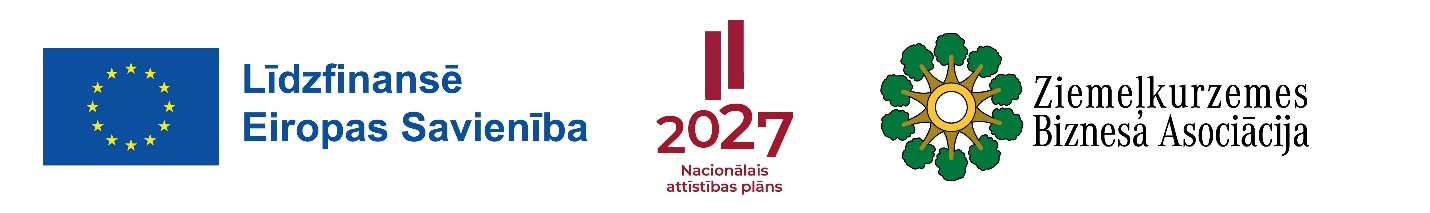 Līdzfinansē
Eiropas Savienība
2027
Nacionālais
attīstības plāns
Ziemeļkurzemes
Biznesa Asociācija